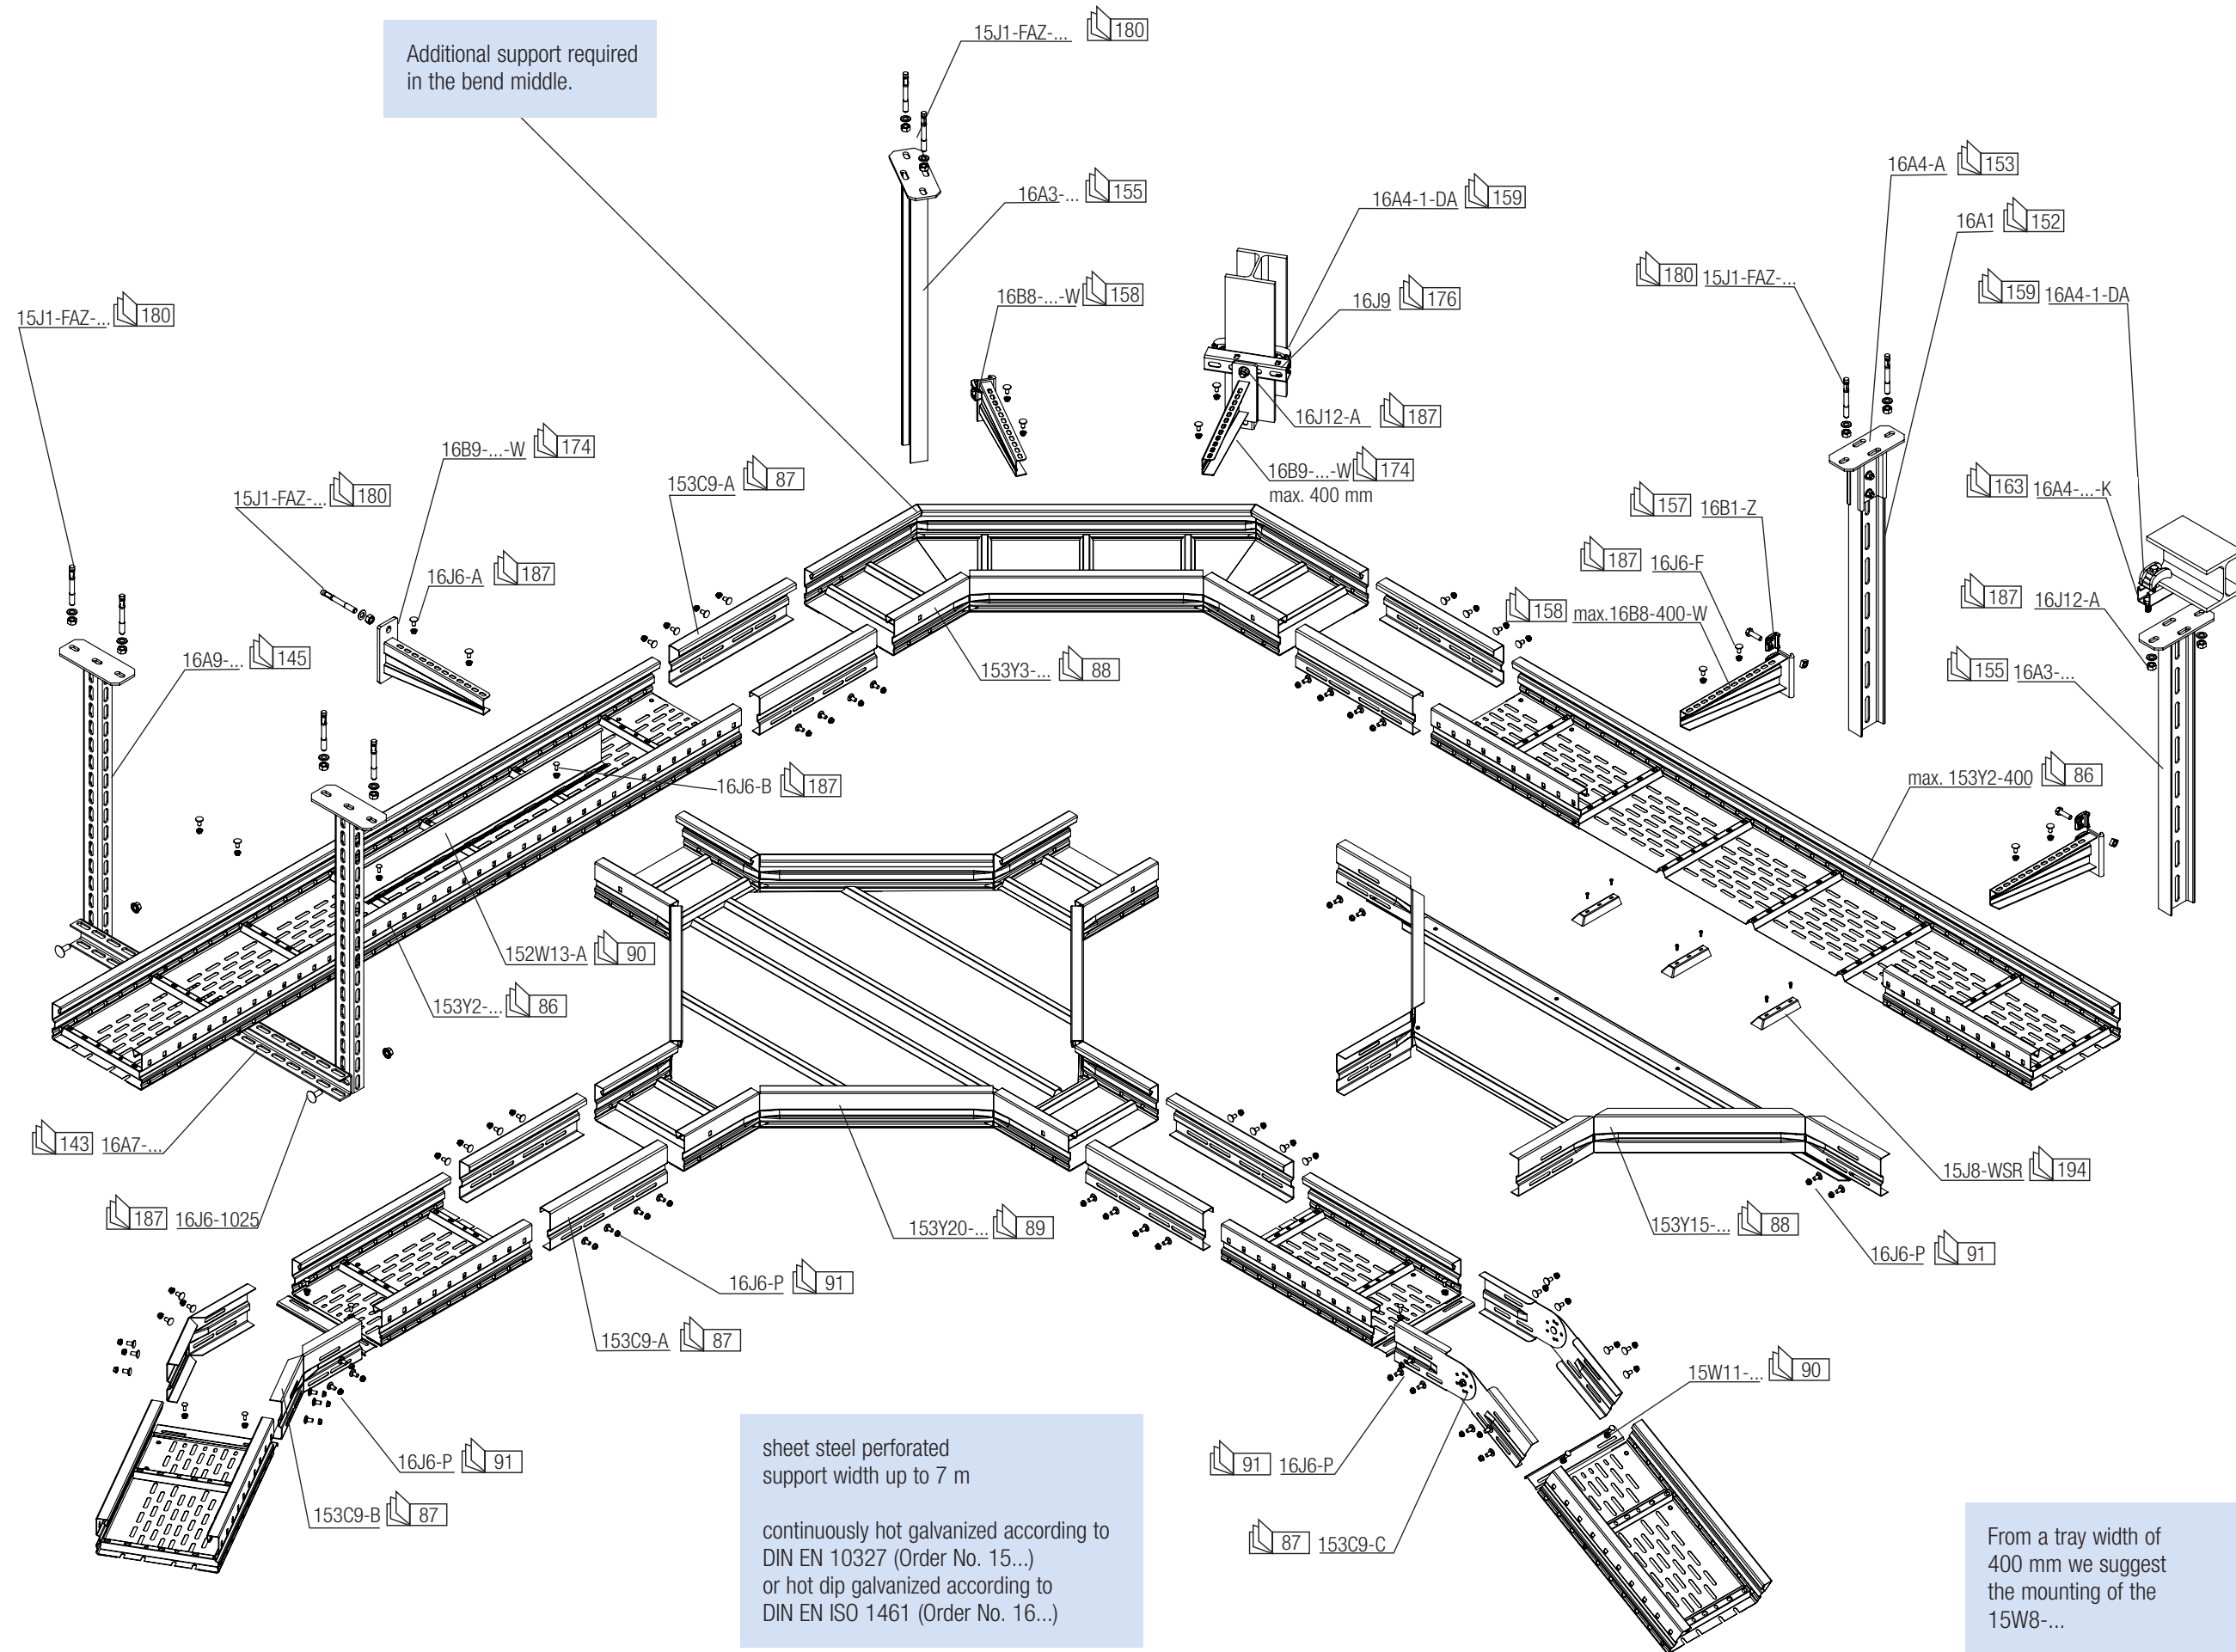 Additional support required
in the bend middle.
15J1-FAZ-... 180
16A3-... 155
16A4-1-DA 159
16A4-A 153
16A1 152
180 15J1-FAZ-...
159 16A4-1-DA
16B8-...-W 158
16J9 176
15J1-FAZ-... 180
16J12-A 187
16B9-...-W 174
16B9-...-W 174
max. 400 mm
153C9-A 87
15J1-FAZ-... 180
163 16A4-...-K
157 16B1-Z
187 16J6-F
16J6-A 187
158 max.16B8-400-W
187 16J12-A
16A9-... 145
153Y3-... 88
155 16A3-...
16J6-B 187
max. 153Y2-400 86
152W13-A 90
153Y2-... 86
143 16A7-...
15J8-WSR 194
187 16J6-1025
153Y20-... 89
153Y15-... 88
16J6-P 91
16J6-P 91
153C9-A 87
15W11-... 90
16J6-P 91
91 16J6-P
153C9-B 87
87 153C9-C
sheet steel perforated
support width up to 7 m
continuously hot galvanized according to
DIN EN 10327 (Order No. 15...)
or hot dip galvanized according to
DIN EN ISO 1461 (Order No. 16...)
From a tray width of
400 mm we suggest
the mounting of the
15W8-...